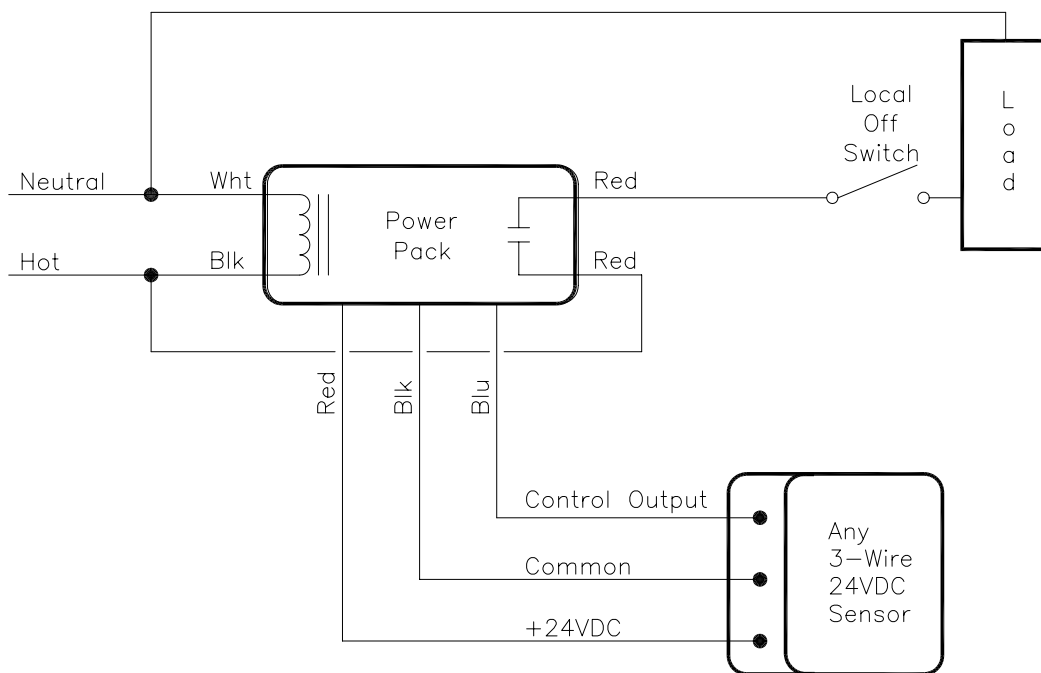 Local
Off
Switch
L
o
a
d
Neutral
Wht
Red
Power
Pack
Hot
Blk
Red
Red
Blk
Blu
Control Output
Common
+24VDC
Any
3-Wire
24VDC
Sensor